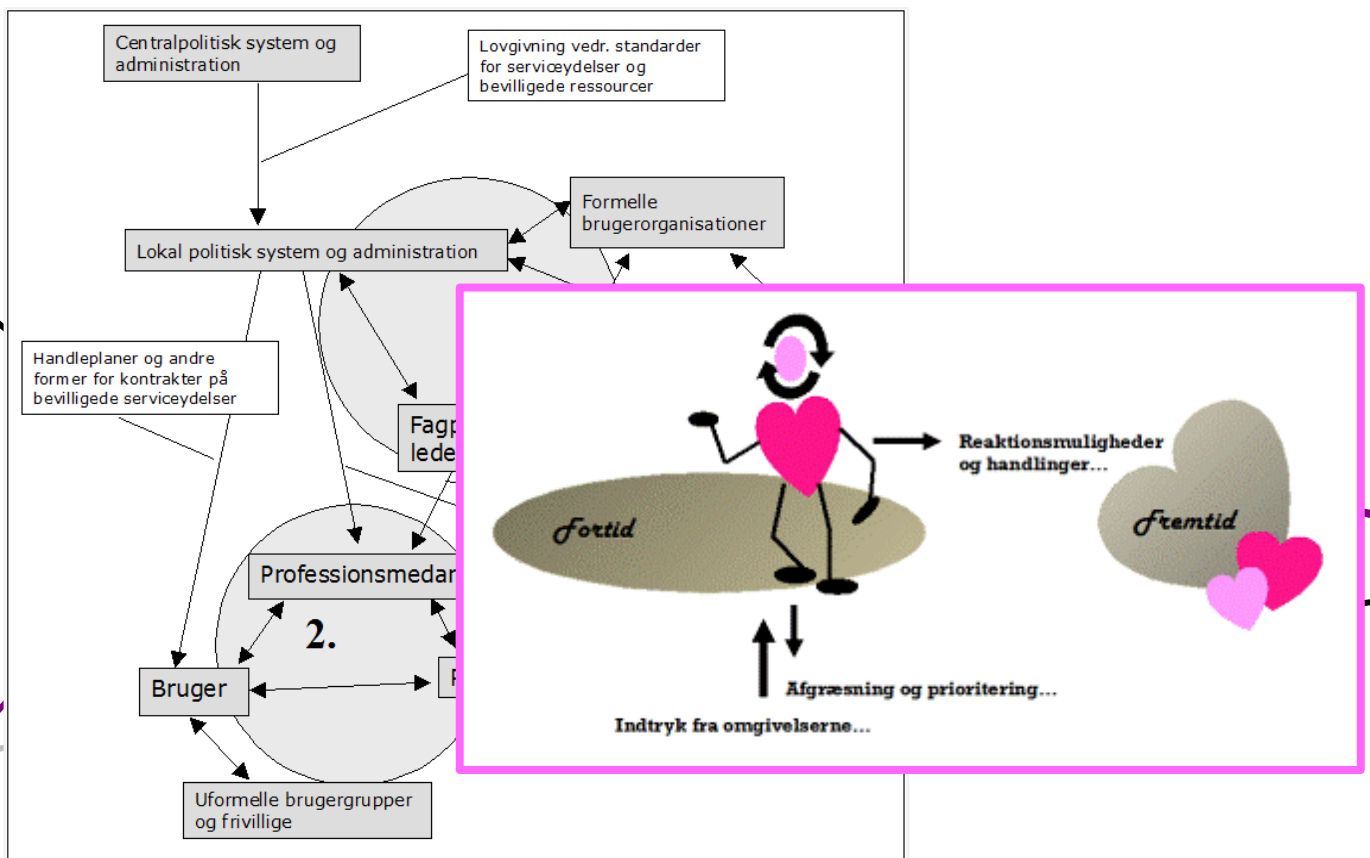 Centralpolitisk system og
administration
Lovgivning vedr. standarder
for serviceydelser og
bevilligede ressourcer
Formelle
brugerorganisationer
Lokal politisk system og administration
Handleplaner og andre
former for kontrakter på
bevilligede serviceydelser
Fagp
lede
Professionsmedar
2.
Bruger
Uformelle brugergrupper
og frivillige
Reaktionsmuligheder
og handlinger...
Fortid
Fremtid
Afgræsning og prioritering...
Indtryk fra omgivelserne...